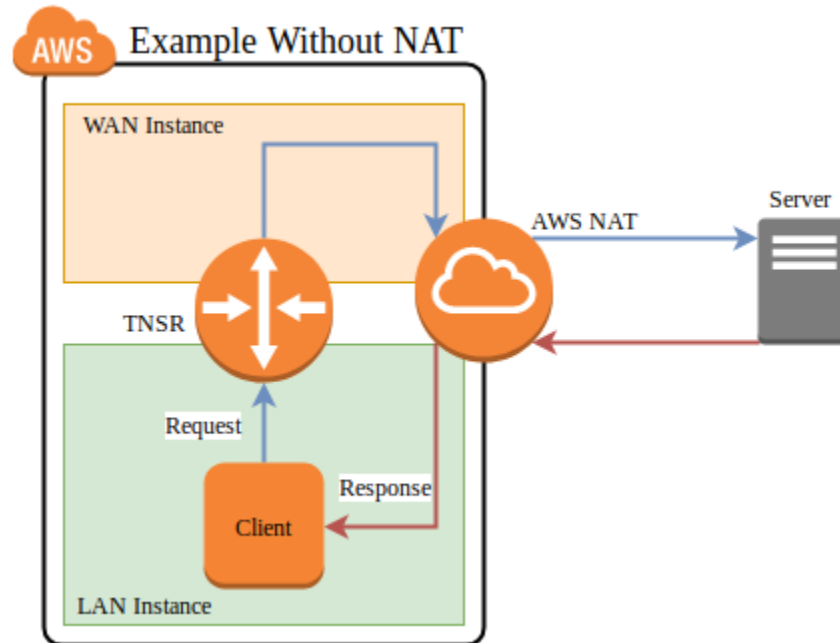 AWS
Example Without NAT
WAN Instance
Server
AWS NAT
TNSR
Request
Response
Client
LAN Instance